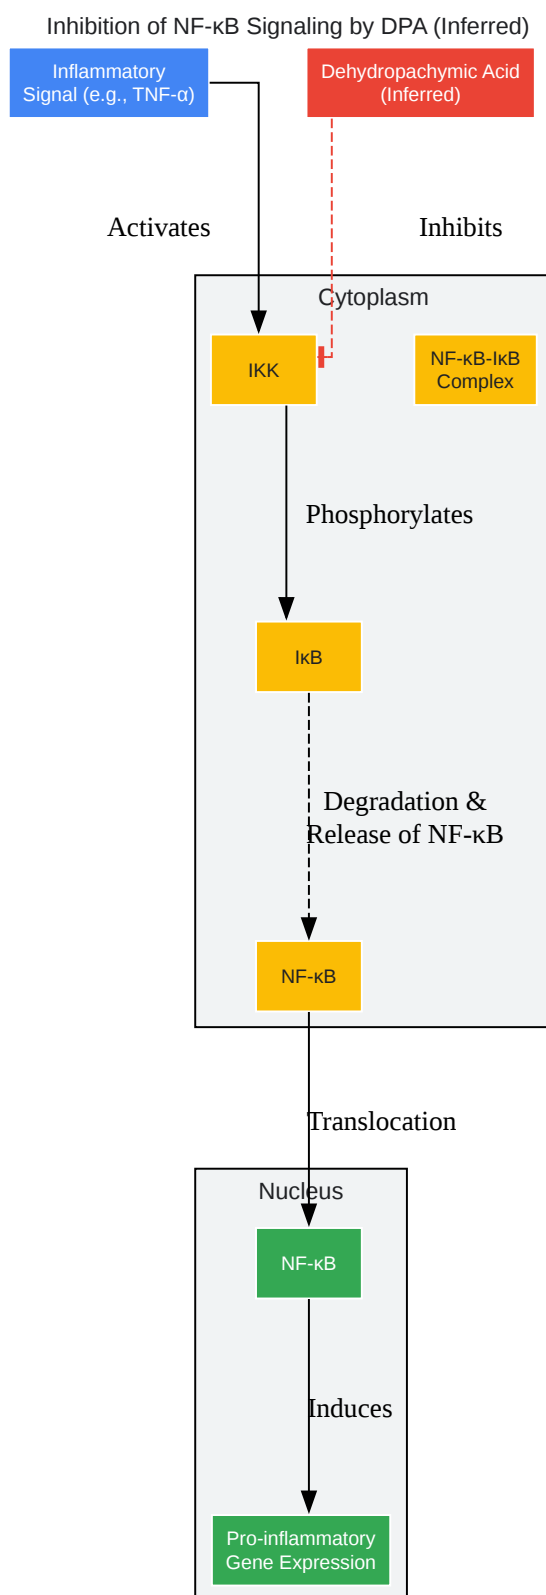 Inhibition of NF-κB Signaling by DPA (Inferred)
Inflammatory
Signal (e.g., TNF-α)
Dehydropachymic Acid
(Inferred)
Activates
Inhibits
Cytoplasm
IKK
NF-κB-IκB
Complex
Phosphorylates
IκB
Degradation &
Release of NF-κB
NF-κB
Translocation
Nucleus
NF-κB
Induces
Pro-inflammatory
Gene Expression